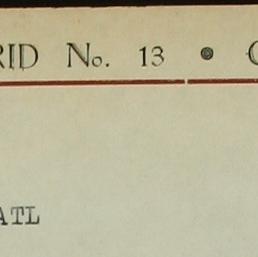 RID No. 13 •
ATL